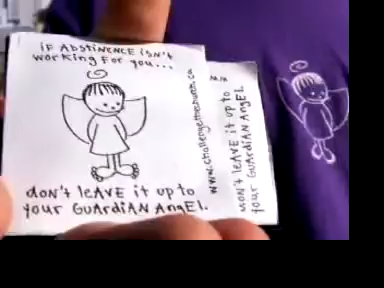 if AbstinENCE isn't
working for you...
don't leAVE it up to
your GUARdiAN AngEl.
www.challengethechurch.ca
don't leAVE it up to
your GUARdiAN AngEl.